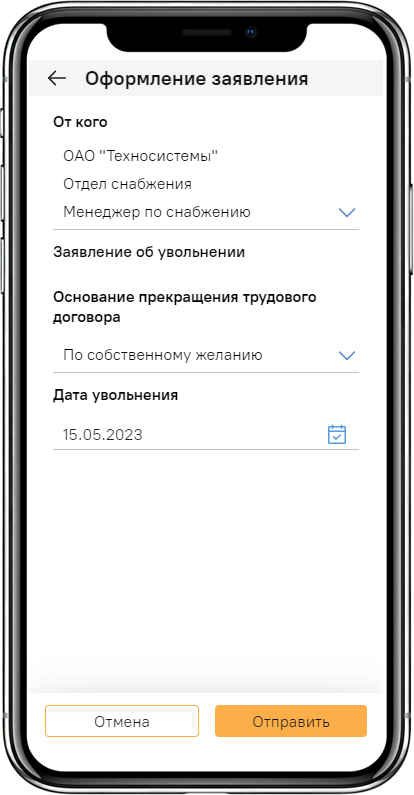 Оформление заявления
От кого
ОАО "Техносистемы"
Отдел снабжения
Менеджер по снабжению
Заявление об увольнении
Основание прекращения трудового
договора
По собственному желанию
Дата увольнения
15.05.2023
Отмена
Отправить